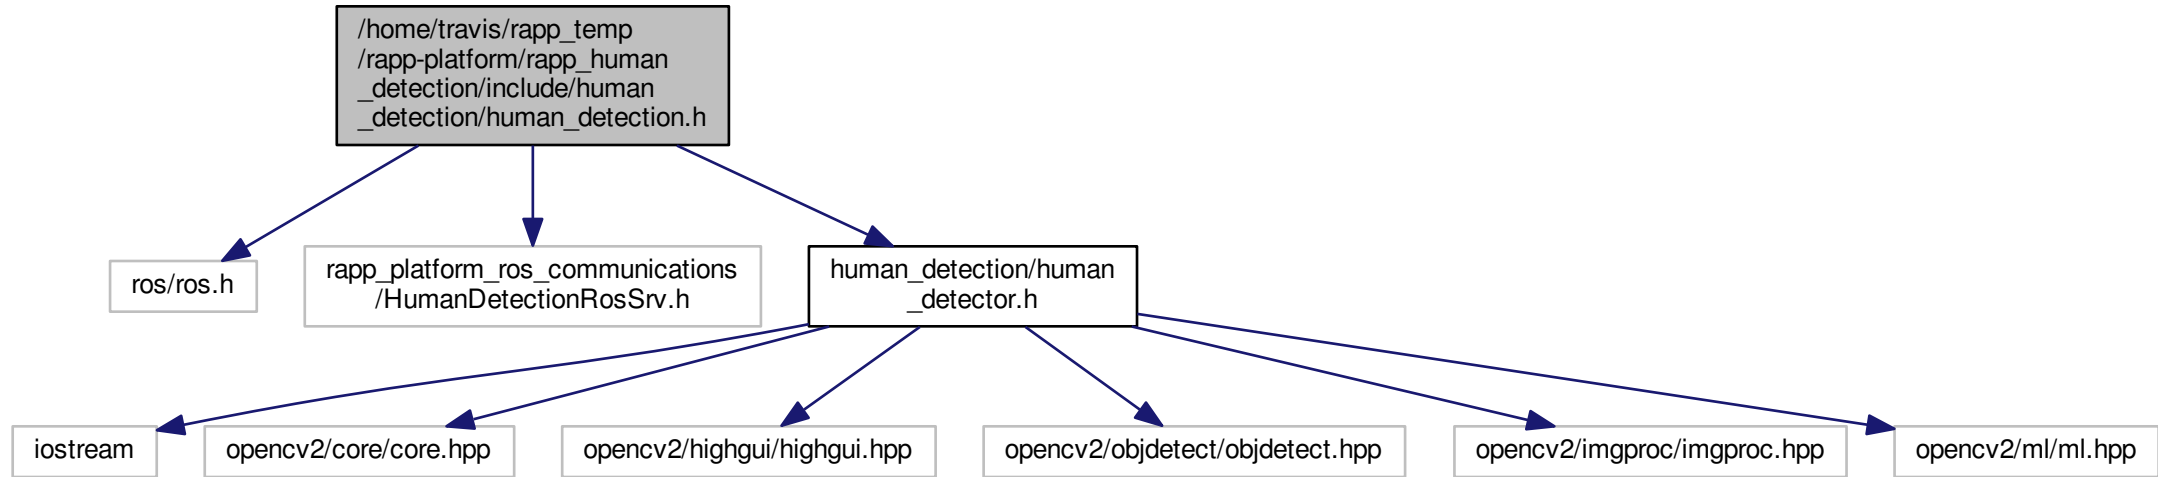 /home/travis/rapp_temp
/rapp-platform/rapp_human
_detection/include/human
_detection/human_detection.h
ros/ros.h
rapp_platform_ros_communications
/HumanDetectionRosSrv.h
human_detection/human
_detector.h
iostream
opencv2/core/core.hpp
opencv2/highgui/highgui.hpp
opencv2/objdetect/objdetect.hpp
opencv2/imgproc/imgproc.hpp
opencv2/ml/ml.hpp